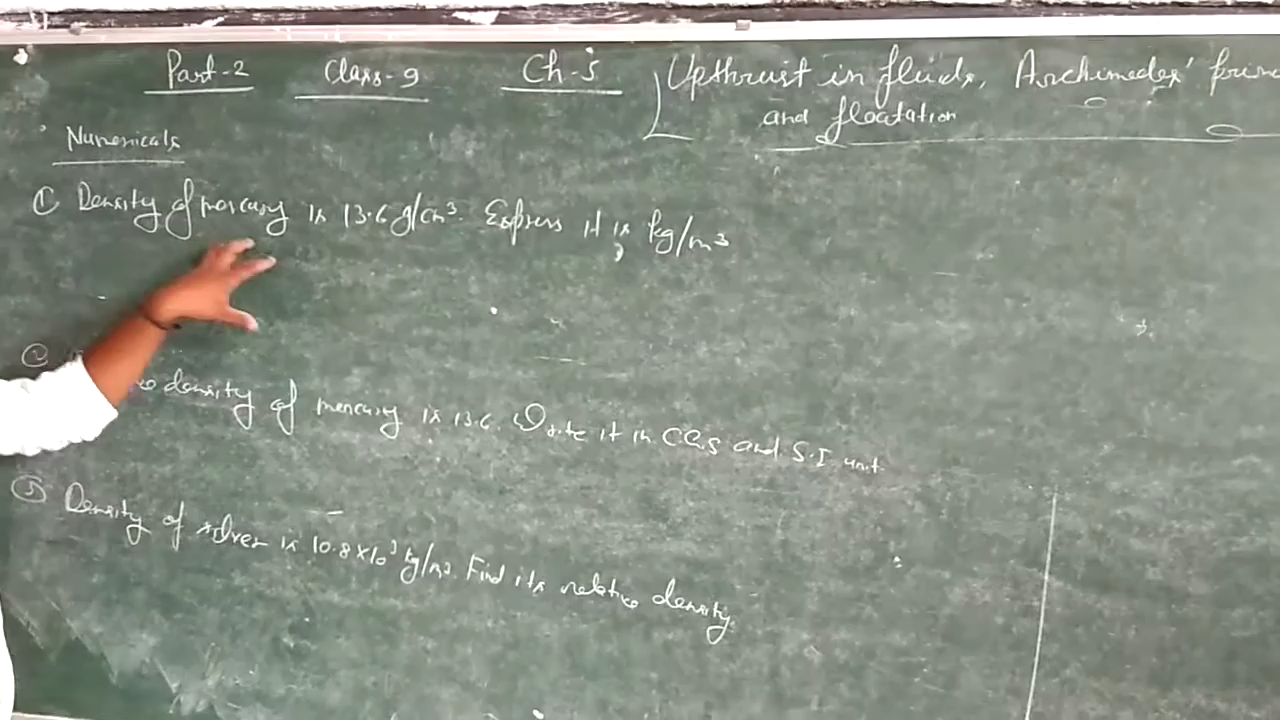 Part-2 Class-9 Ch-5 Upthrust in fluids, Archimedes'
and floatation
Numericals
① Density of mercury is 13.6 g/cm³. Express it in kg/m³
② density of mercury is 13.6. Write it in C.G.S and S.I unit.
③ Density of silver is 10.8×10³ kg/m³. Find its relative density.